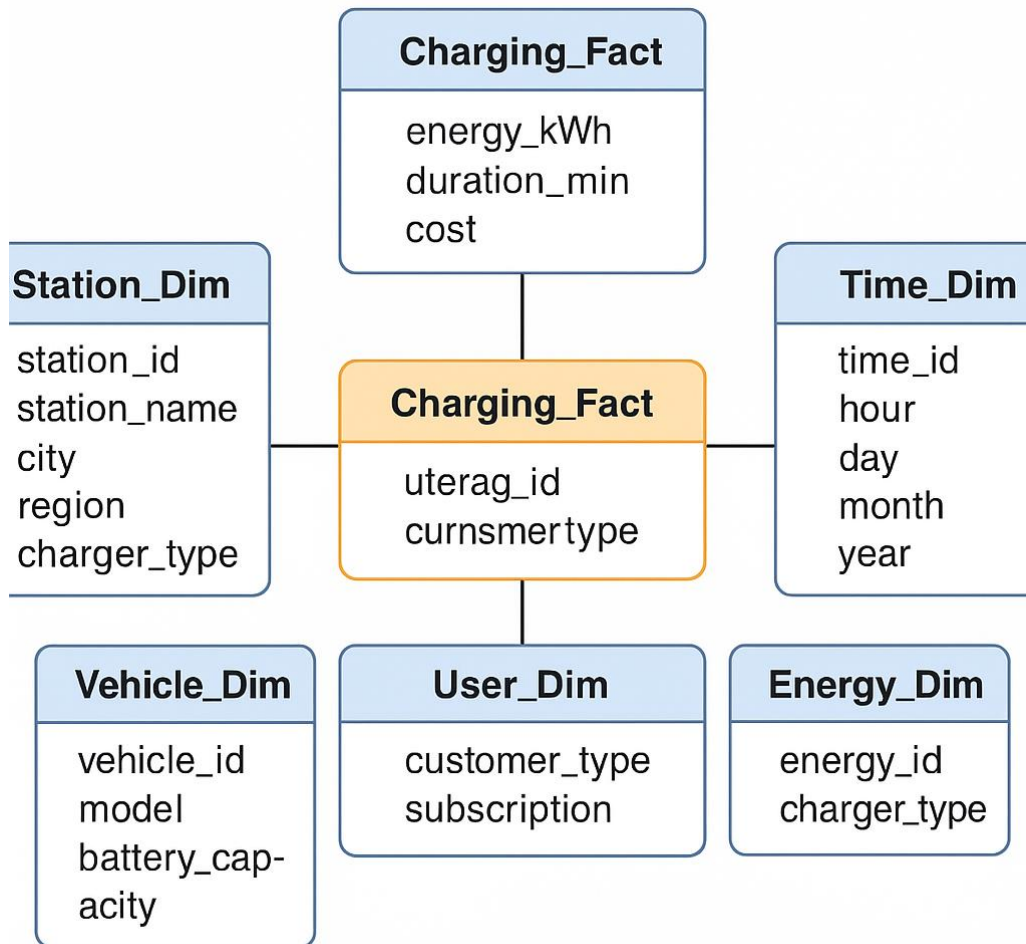 Charging_Fact
energy_kWh
duration_min
cost
Station_Dim
station_id
station_name
city
region
charger_type
Charging_Fact
uterag_id
curnsmertype
Time_Dim
time_id
hour
day
month
year
Vehicle_Dim
vehicle_id
model
battery_cap-
acity
User_Dim
customer_type
subscription
Energy_Dim
energy_id
charger_type